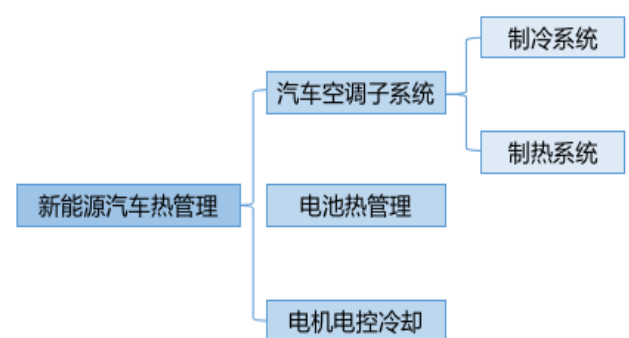 制冷系统
汽车空调子系统
制热系统
新能源汽车热管理
电池热管理
电机电控冷却